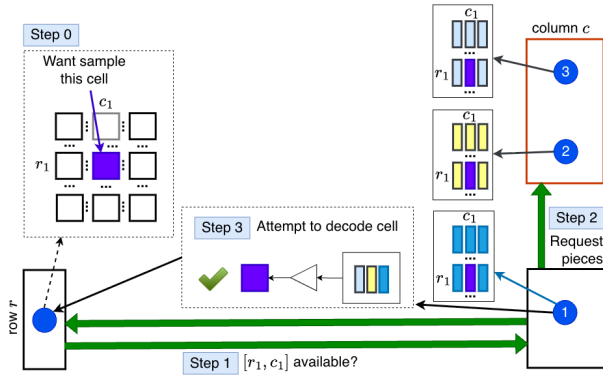 Step 0
Want sample
this cell
c₁
r₁
...
...
...
...
row r
Step 3 Attempt to decode cell
Step 1 [r₁, c₁] available?
c₁
...
r₁
...
c₁
...
r₁
...
c₁
...
r₁
...
column c
3
2
Step 2
Request
pieces
1